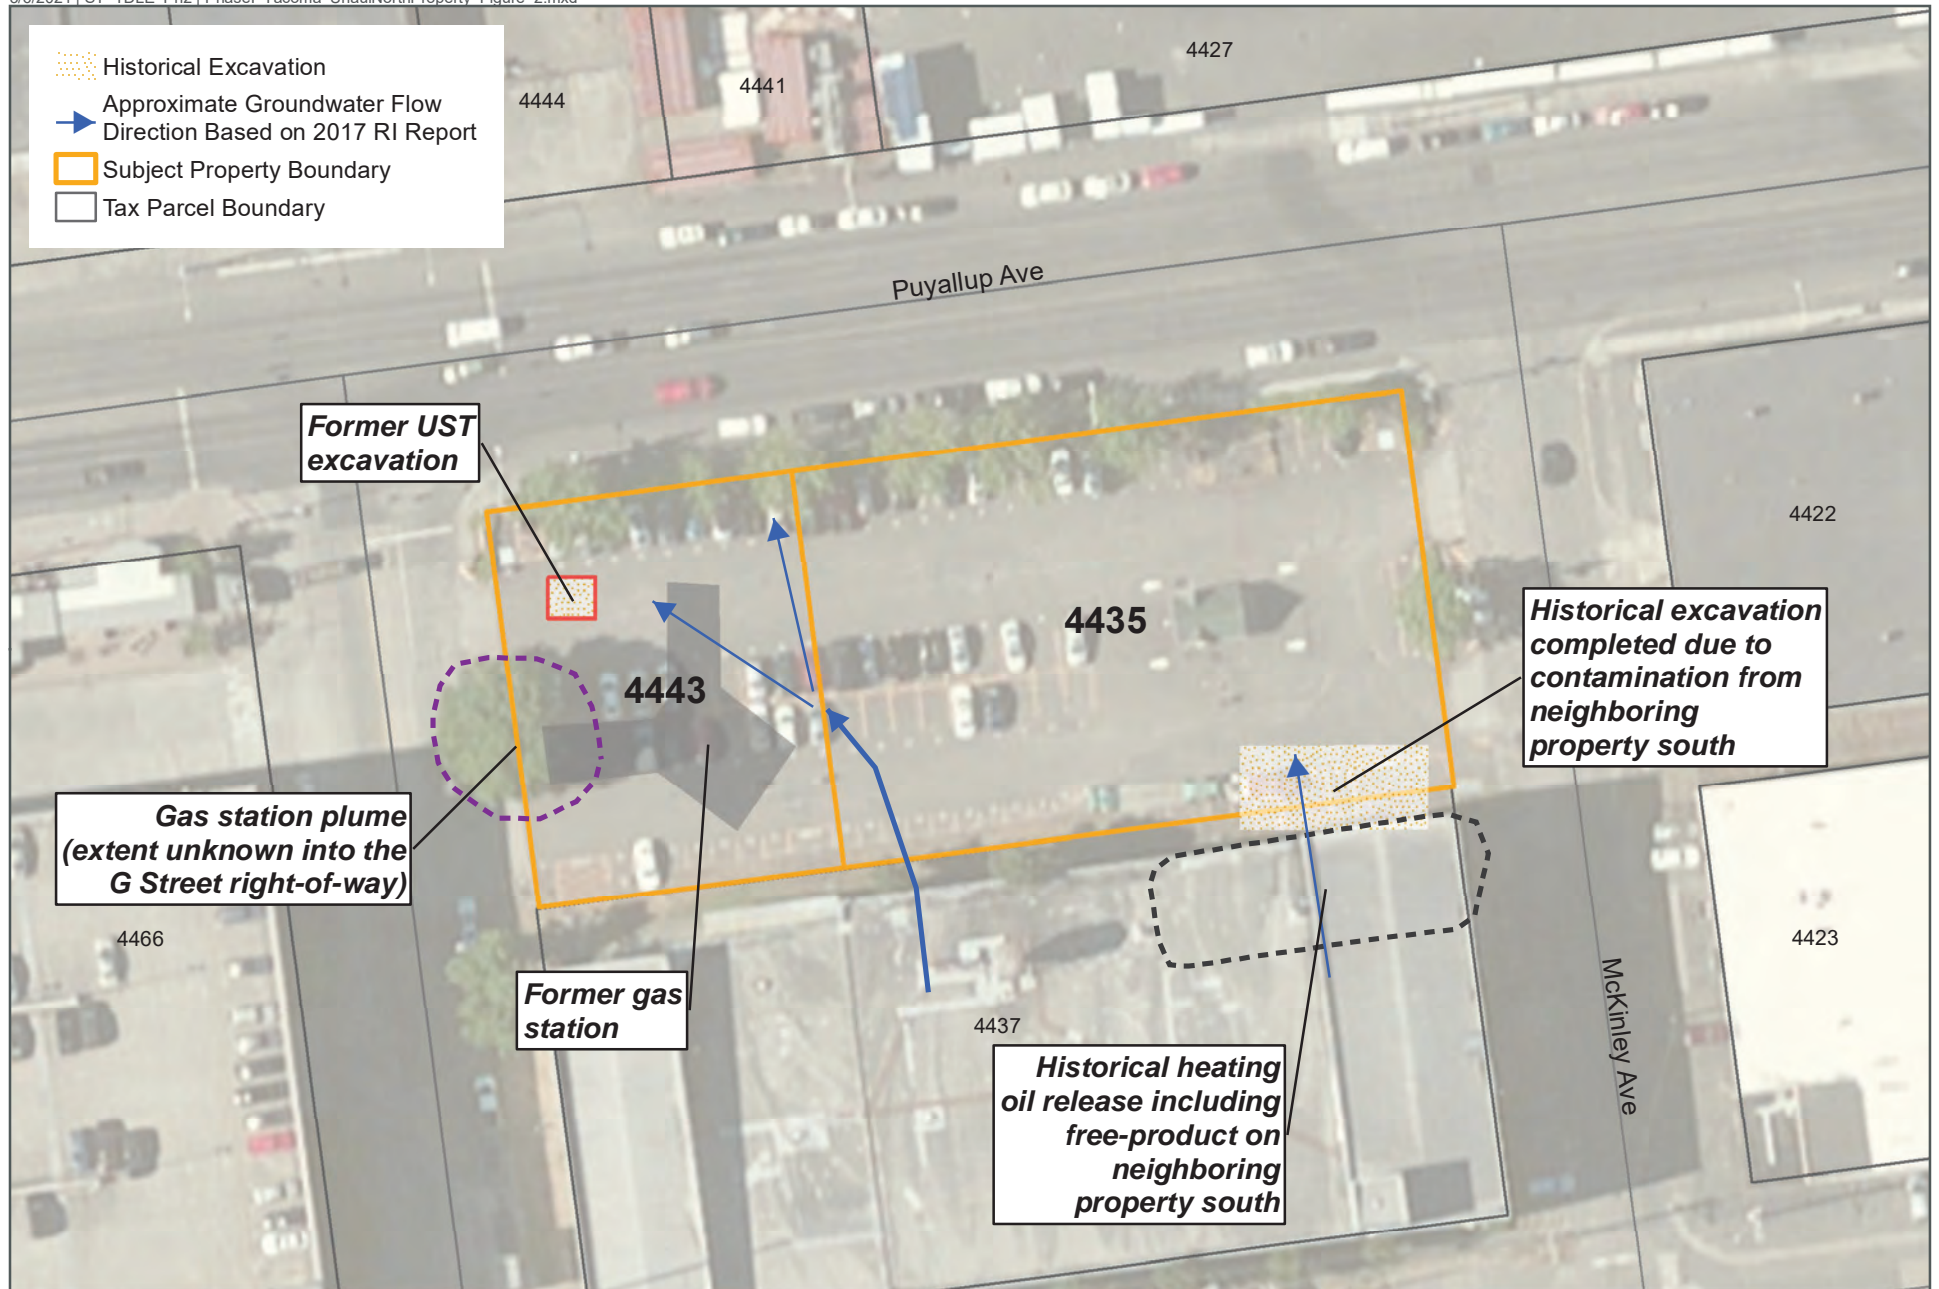 Historical Excavation
Approximate Groundwater Flow
Direction Based on 2017 RI Report
Subject Property Boundary
Tax Parcel Boundary
4444
4441
4427
Puyallup Ave
Former UST
excavation
4422
4435
4443
Historical excavation
completed due to
contamination from
neighboring
property south
Gas station plume
(extent unknown into the
G Street right-of-way)
4466
4423
Former gas
station
4437
McKinley Ave
Historical heating
oil release including
free-product on
neighboring
property south